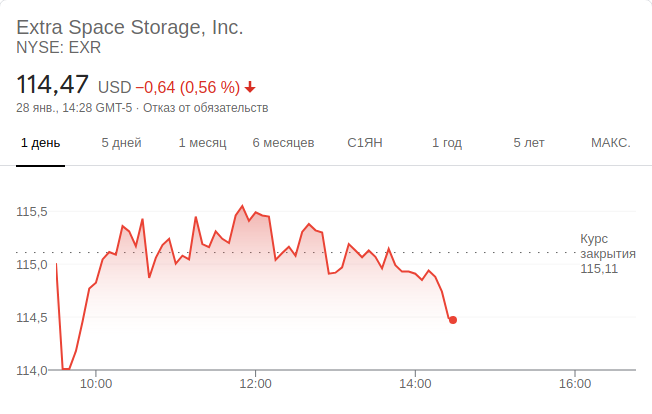 Extra Space Storage, Inc.
NYSE: EXR
114,47 USD −0,64 (0,56 %)
28 янв., 14:28 GMT-5 · Отказ от обязательств
1 день 5 дней 1 месяц 6 месяцев С1ЯН 1 год 5 лет МАКС.
115,5
Курс
закрытия
115,11
115,0
114,5
114,0
10:00 12:00 14:00 16:00